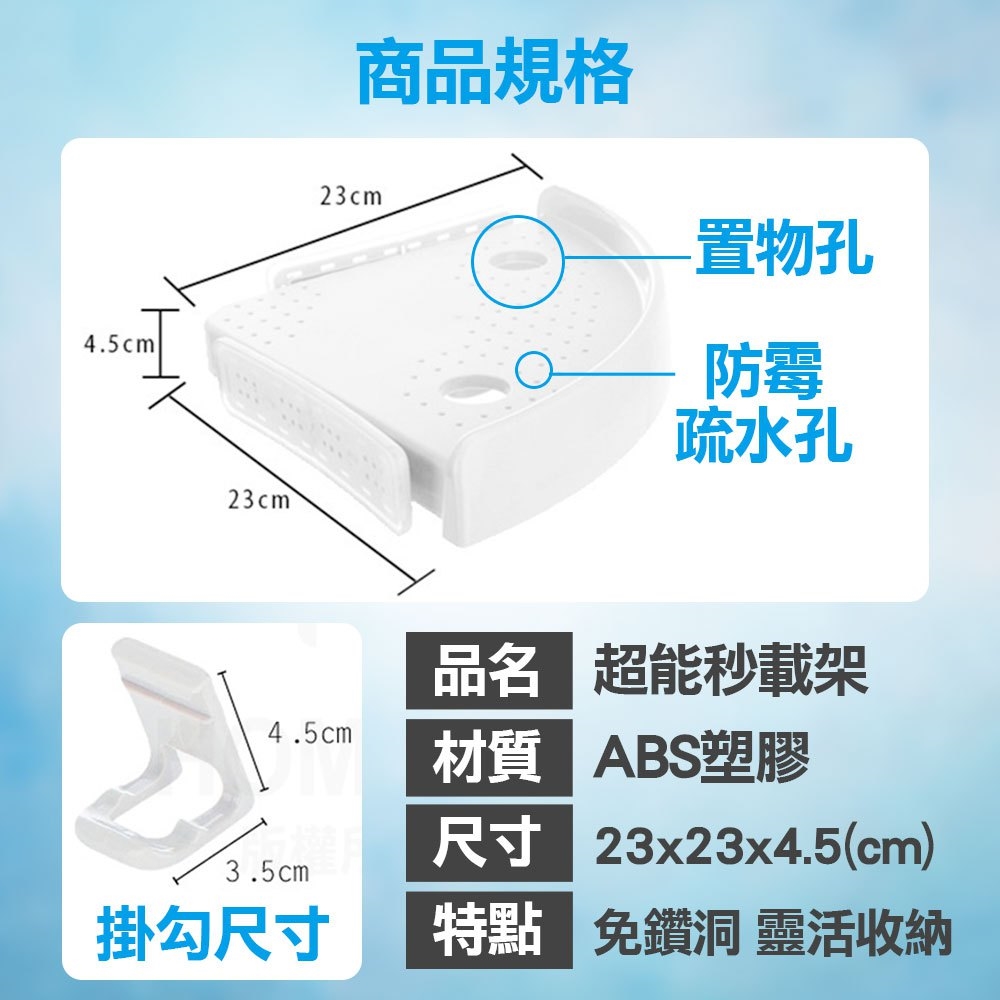 商品規格
23cm
置物孔
4.5cm
防霉
疏水孔
23cm
品名 超能秒載架
4.5cm
材質 ABS塑膠
尺寸 23x23x4.5(cm)
3.5cm
掛勾尺寸
特點 免鑽洞 靈活收納